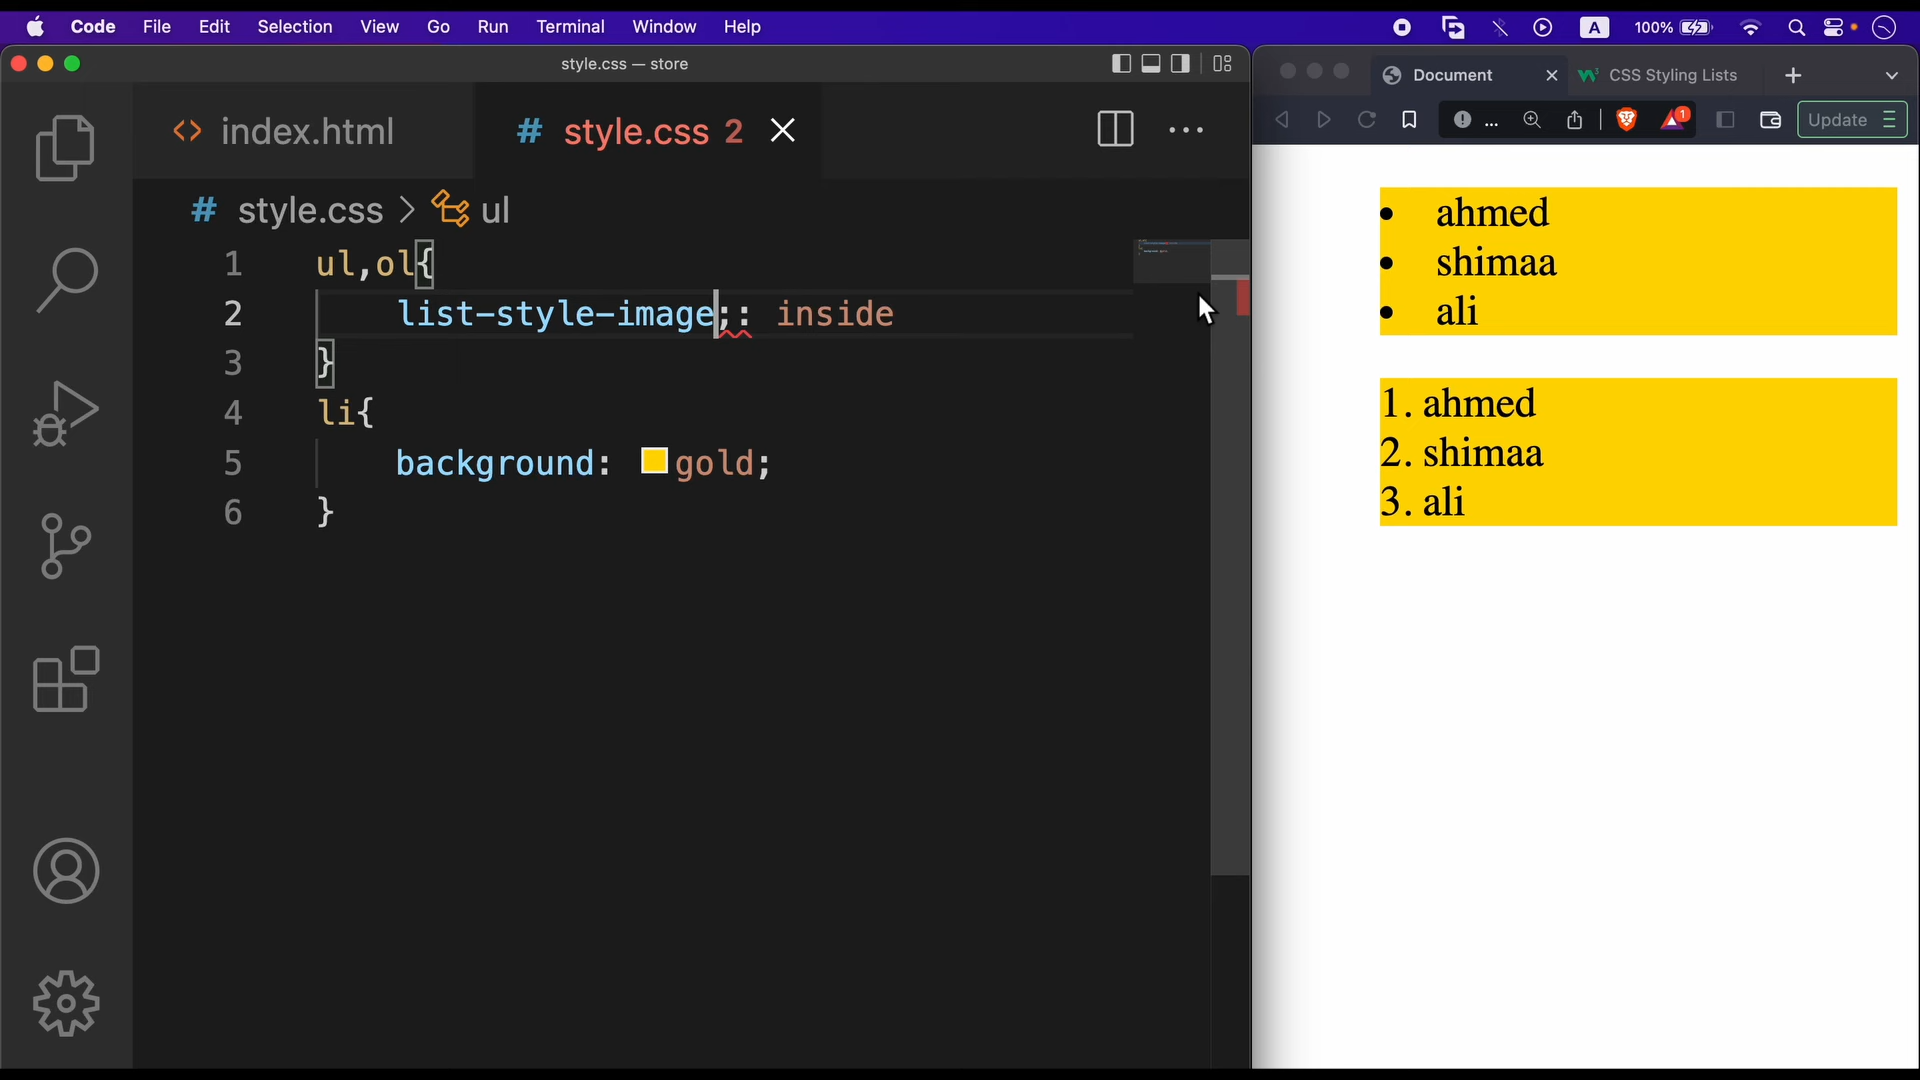 Code File Edit Selection View Go Run Terminal Window Help
A 100%
style.css — store
Document
CSS Styling Lists
index.html
# style.css 2
1 Update
# style.css > ul
1 ul,ol{
2 list-style-image;: inside
3 }
4 li{
5 background: gold;
6 }
• ahmed
• shimaa
• ali
1. ahmed
2. shimaa
3. ali